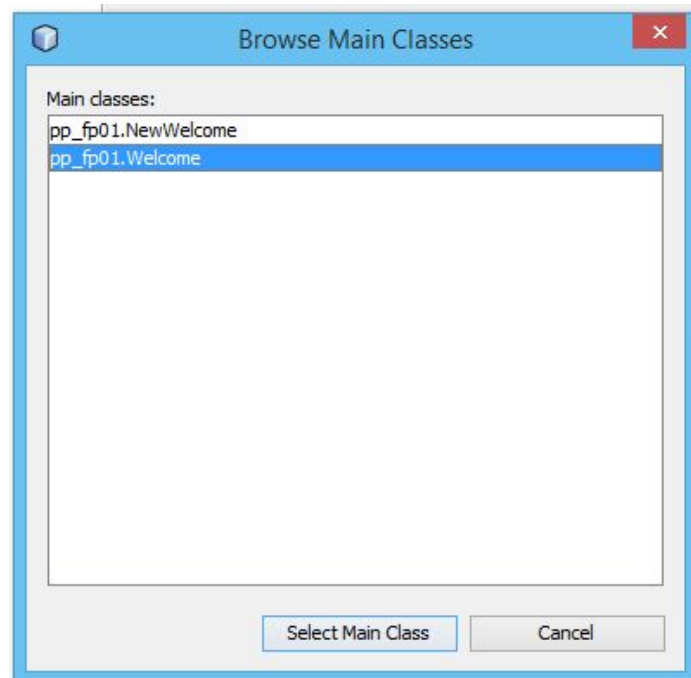 Browse Main Classes
Main classes:
pp_fp01.NewWelcome
pp_fp01.Welcome
Select Main Class
Cancel